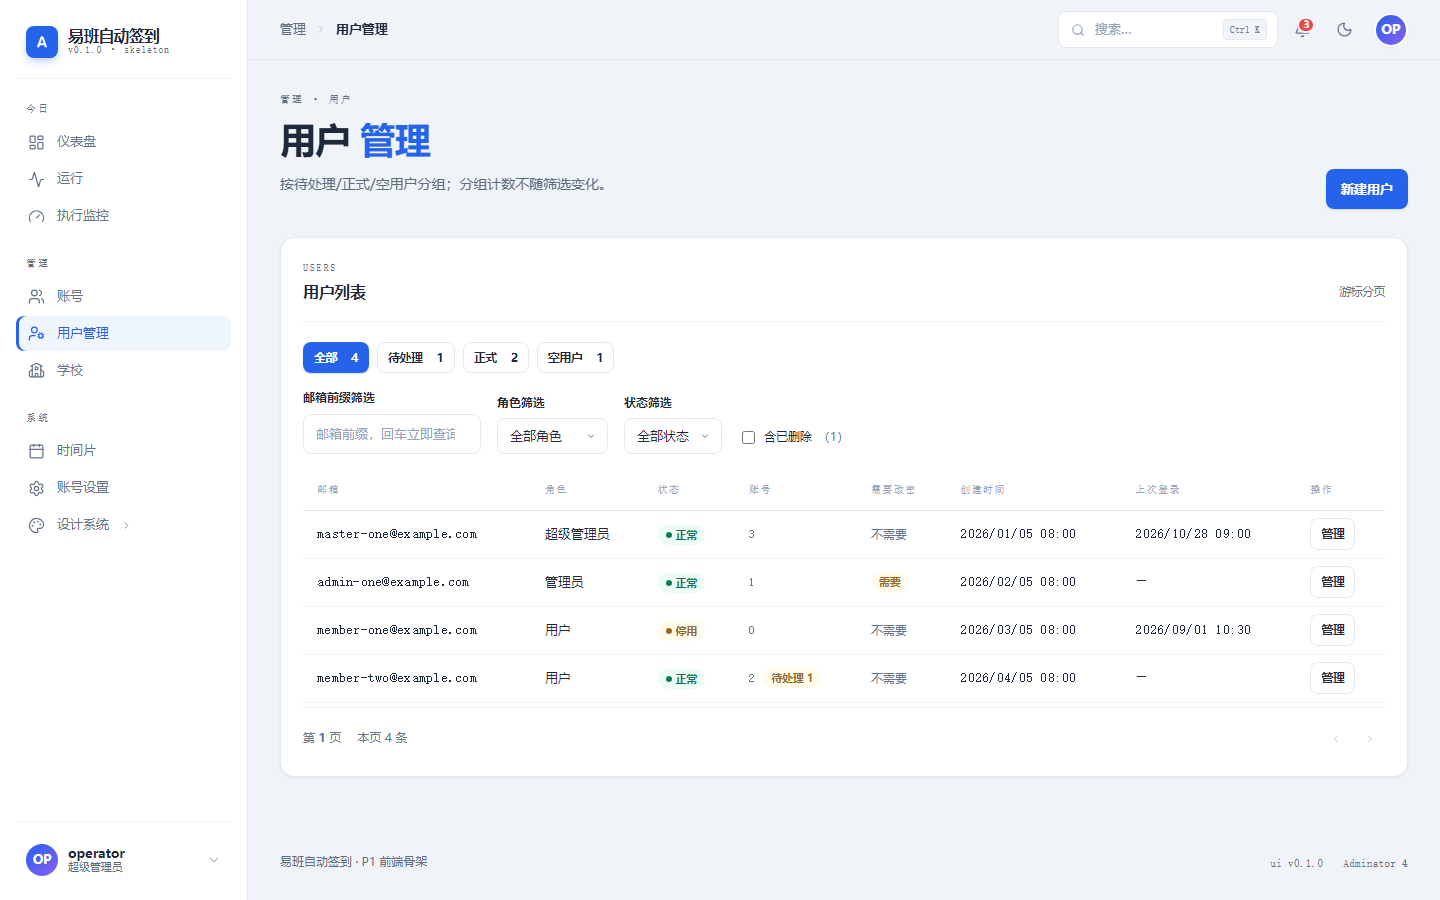 A
易班自动签到
v0.1.0 • skeleton
今日
仪表盘
运行
执行监控
管理
账号
用户管理
学校
系统
时间片
账号设置
设计系统
OP
operator
超级管理员
管理 > 用户管理
搜索...
Ctrl K
3
OP
管理 • 用户
用户 管理
按待处理/正式/空用户分组；分组计数不随筛选变化。
新建用户
USERS
用户列表
游标分页
全部 4 待处理 1 正式 2 空用户 1
邮箱前缀筛选 角色筛选 状态筛选
邮箱前缀，回车立即查询 全部角色 全部状态 含已删除 (1)
邮箱 角色 状态 账号 需要改密 创建时间 上次登录 操作
master-one@example.com 超级管理员 正常 3 不需要 2026/01/05 08:00 2026/10/28 09:00 管理
admin-one@example.com 管理员 正常 1 需要 2026/02/05 08:00 — 管理
member-one@example.com 用户 停用 0 不需要 2026/03/05 08:00 2026/09/01 10:30 管理
member-two@example.com 用户 正常 2 待处理 1 不需要 2026/04/05 08:00 — 管理
第 1 页 本页 4 条
易班自动签到 · P1 前端骨架
ui v0.1.0 Adminator 4